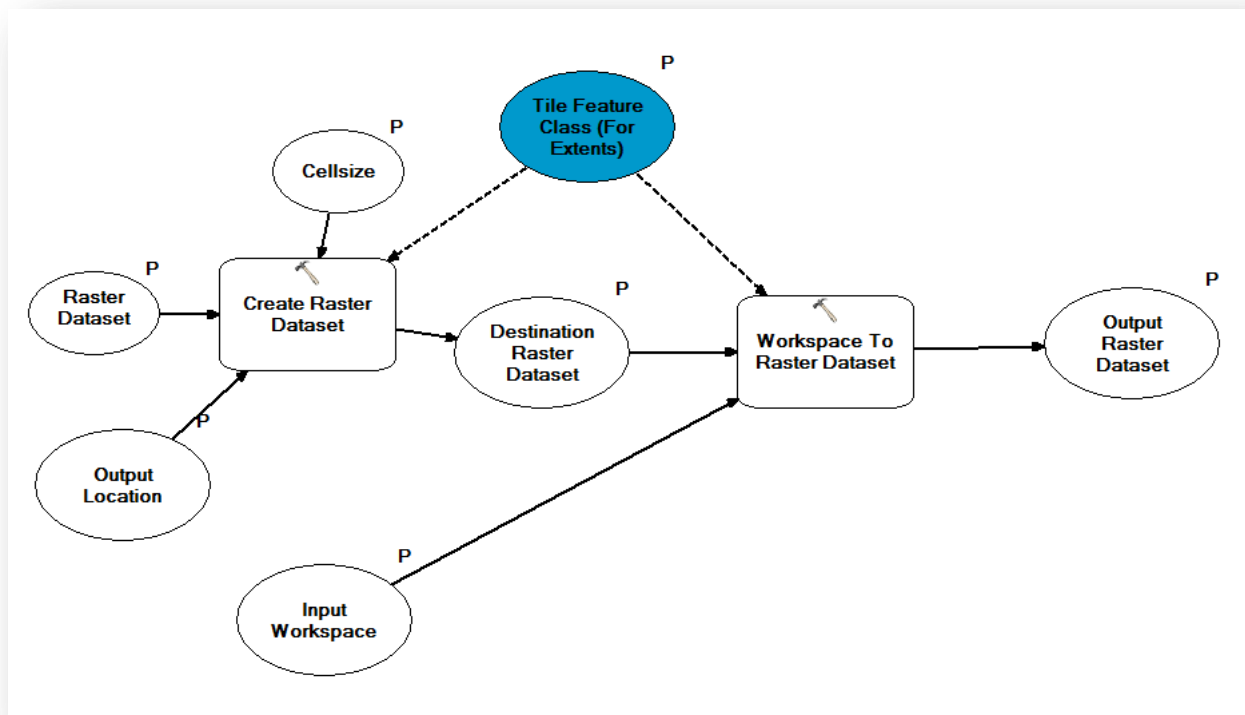 P
Tile Feature
Class (For
Extents)
P
Cellsize
P
Raster
Dataset
Create Raster
Dataset
P
Destination
Raster
Dataset
Workspace To
Raster Dataset
P
Output
Raster
Dataset
P
Output
Location
P
Input
Workspace